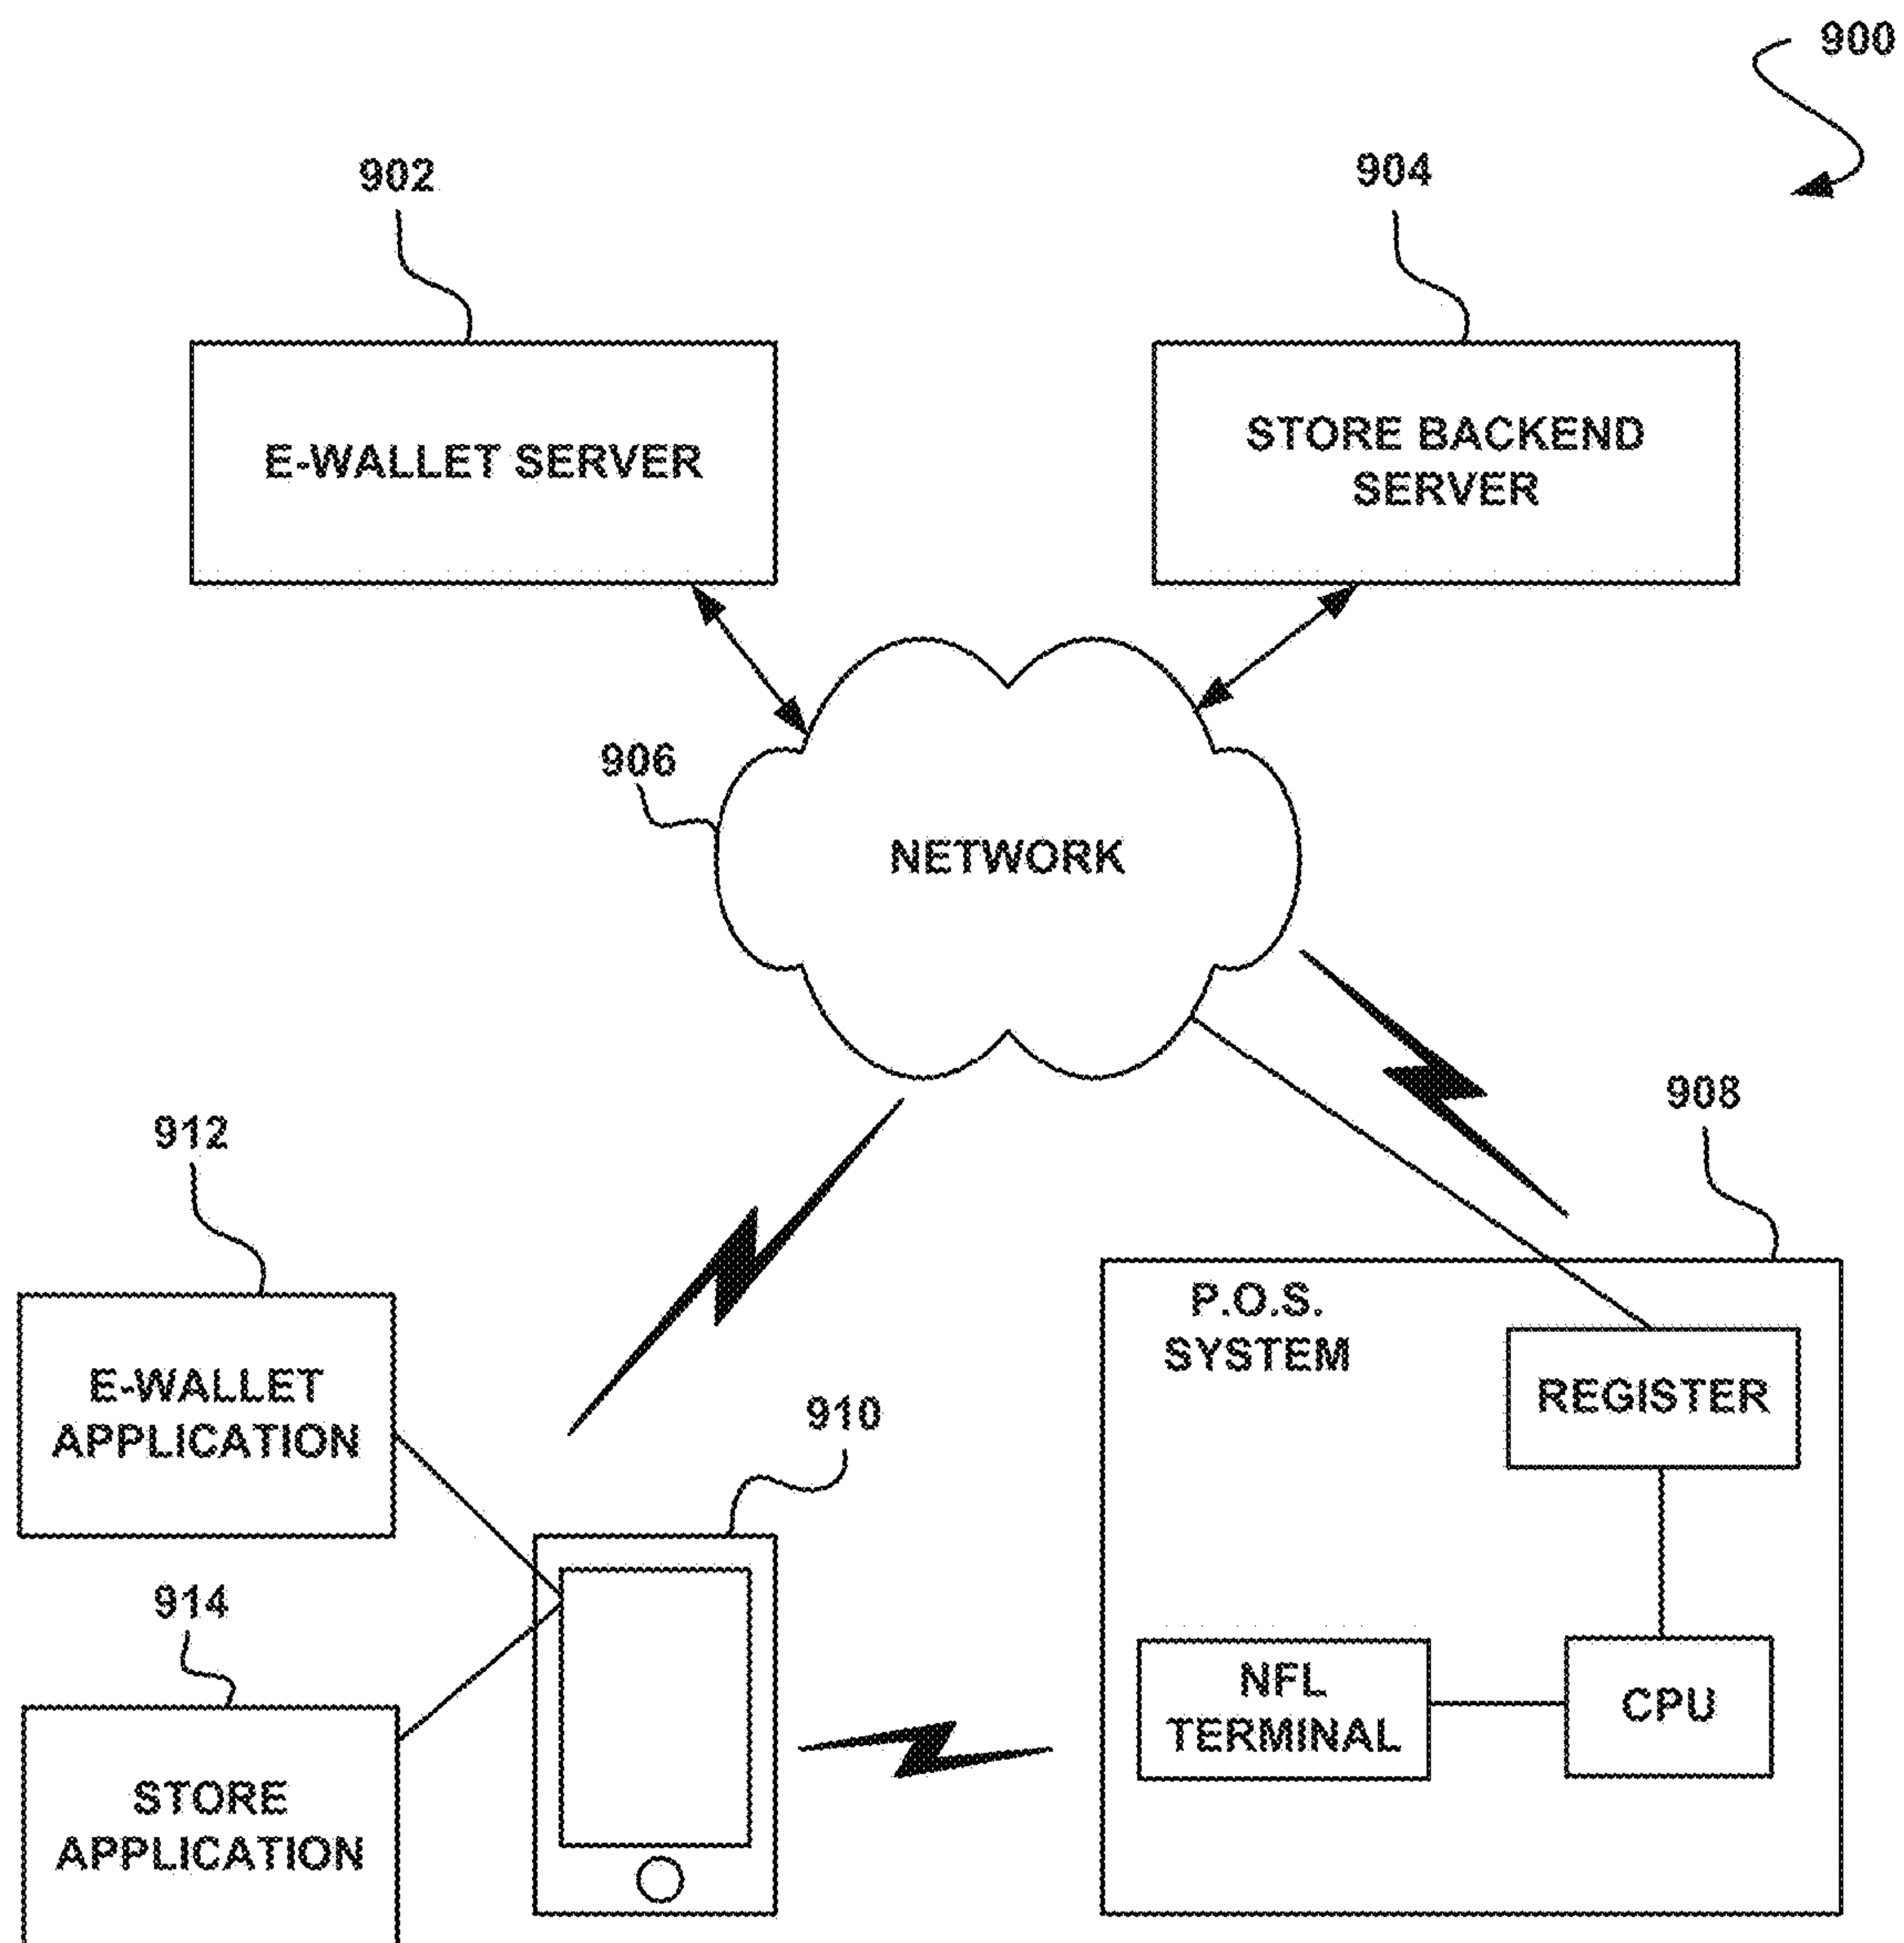 900
902
904
E-WALLET SERVER
STORE BACKEND
SERVER
906
NETWORK
908
912
P.O.S.
SYSTEM
E-WALLET
APPLICATION
REGISTER
910
914
NFL
TERMINAL
CPU
STORE
APPLICATION